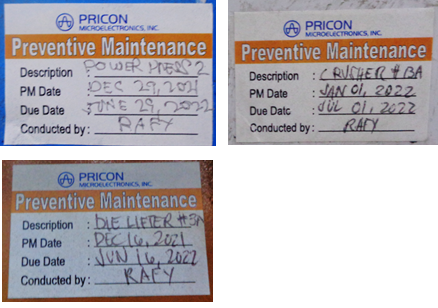 PRICON
MICROELECTRONICS, INC.
Preventive Maintenance
Description : POWER PRESS 2
PM Date : DEC 29, 2021
Due Date : JUNE 29, 2022
Conducted by : RAFY
PRICON
MICROELECTRONICS, INC.
Preventive Maintenance
Description : CRUSHER #3A
PM Date : JAN 01, 2022
Due Date : JUL 01, 2022
Conducted by : RAFY
PRICON
MICROELECTRONICS, INC.
Preventive Maintenance
Description : DIE LIFTER #3A
PM Date : DEC 16, 2021
Due Date : JUN 16, 2022
Conducted by : RAFY